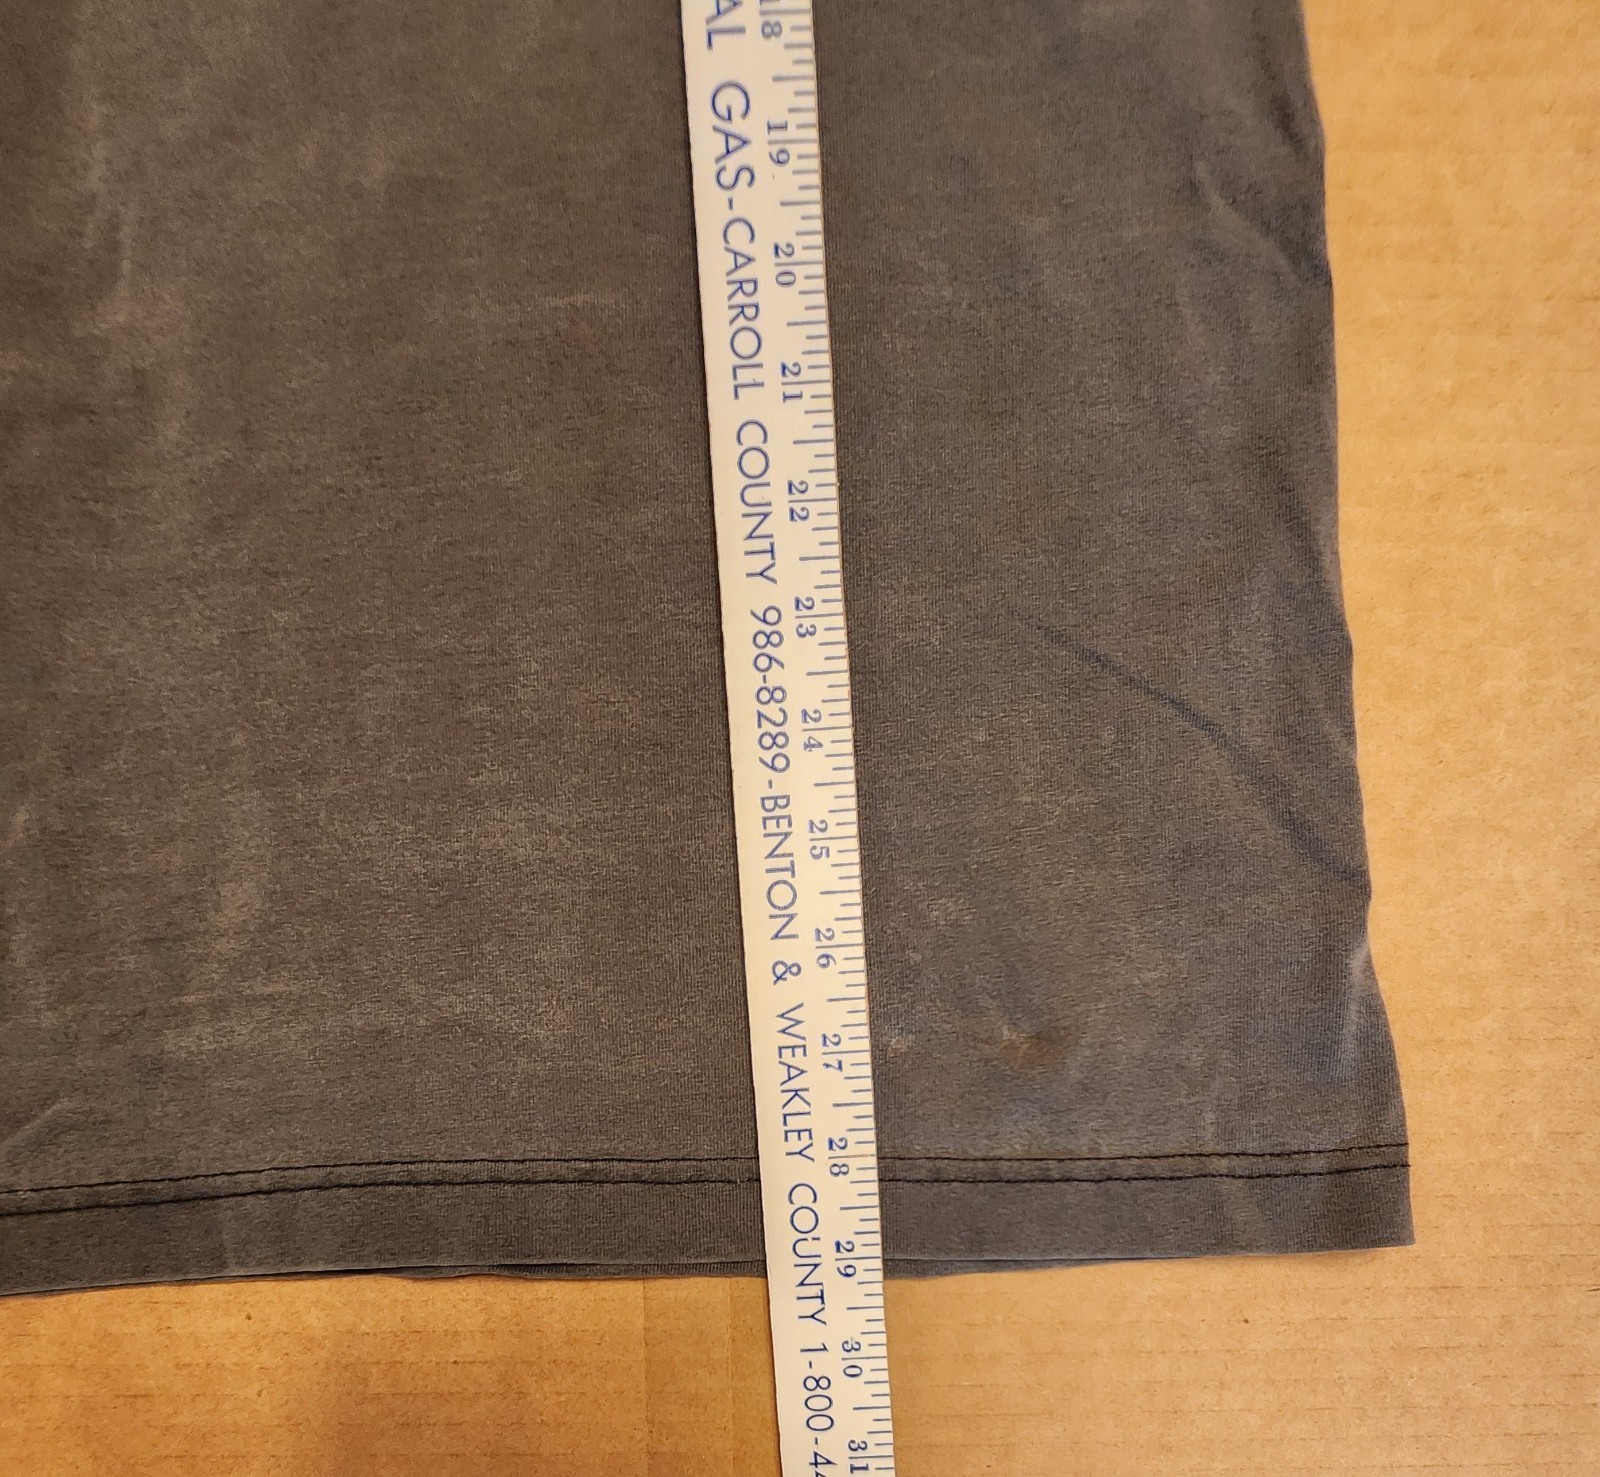 AL GAS-CARROLL COUNTY 986-8289-BENTON & WEAKLEY COUNTY 1-800-44
18 19 20 21 22 23 24 25 26 27 28 29 30 31